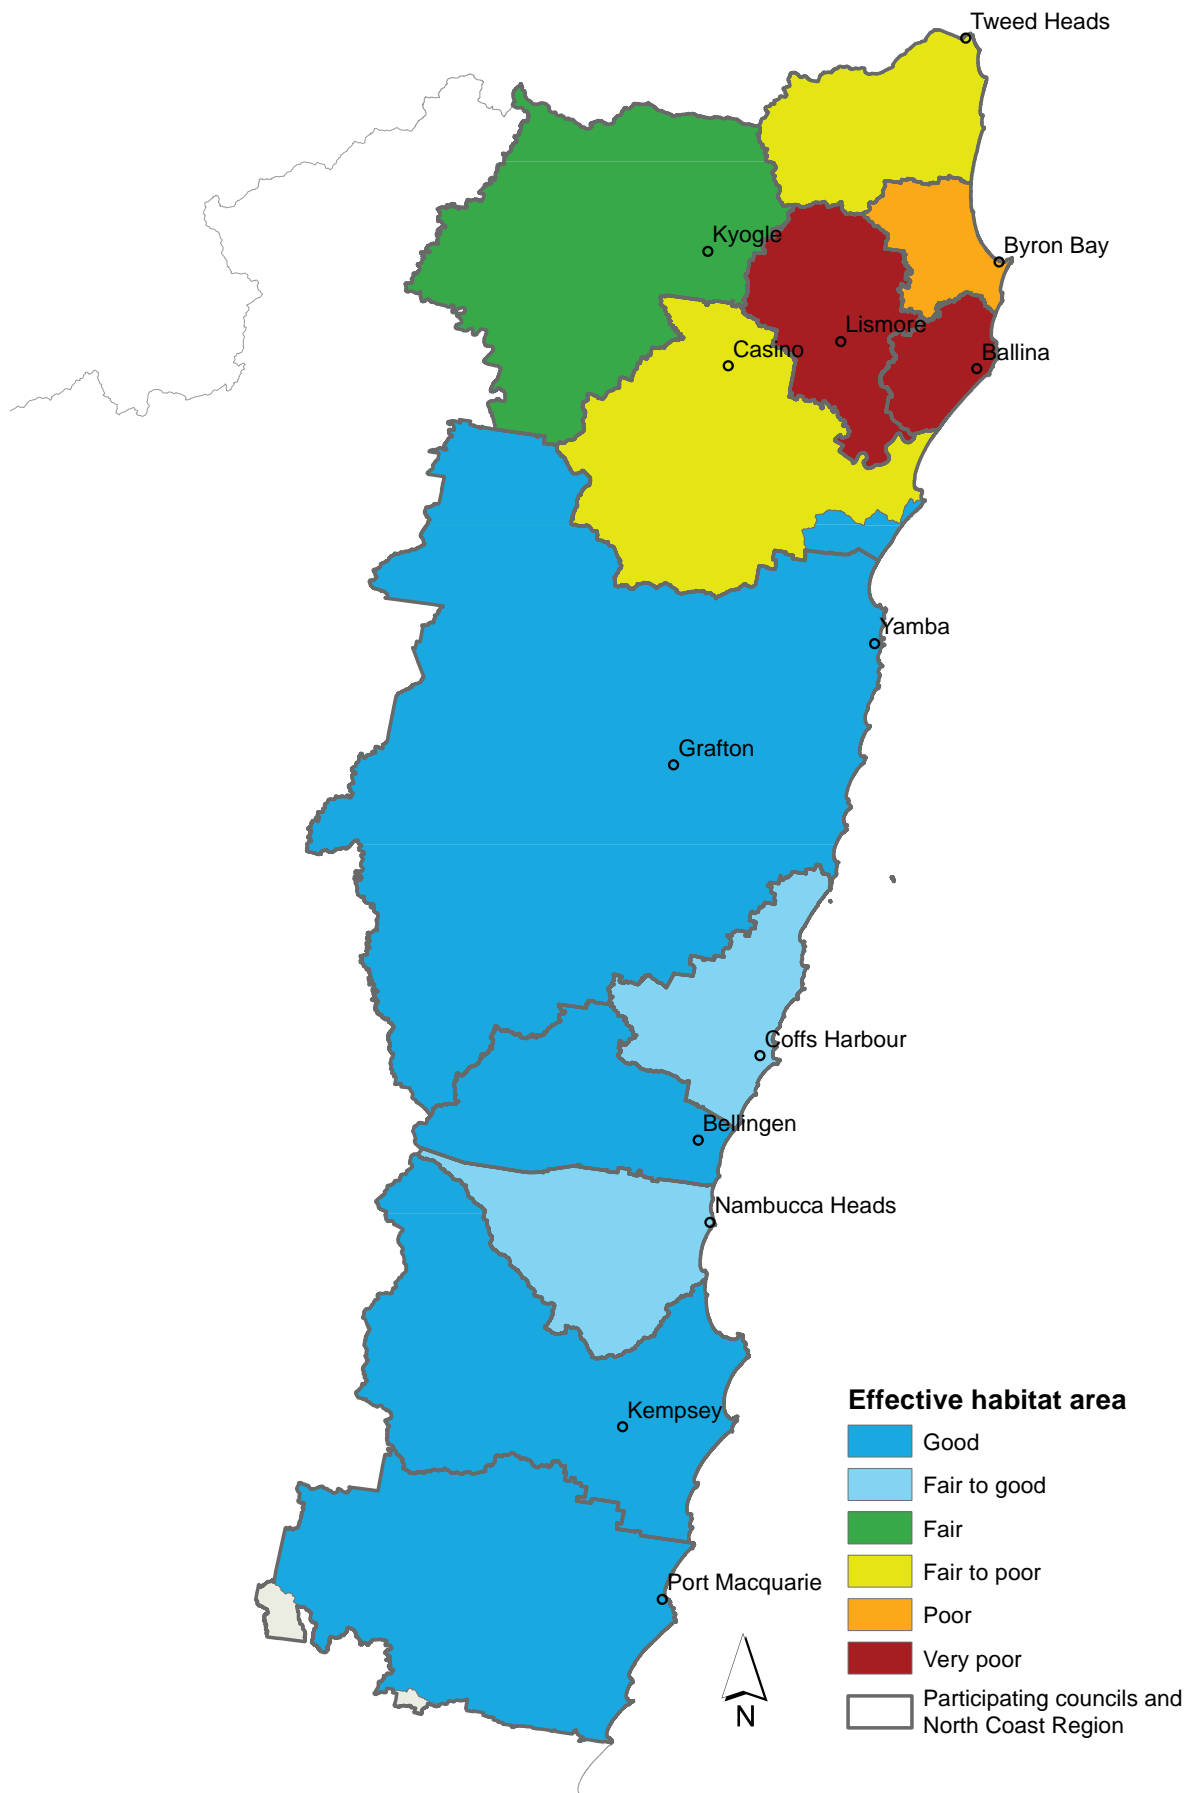 Tweed Heads
Kyogle
Byron Bay
Lismore
Casino
Ballina
Yamba
Grafton
Coffs Harbour
Bellingen
Nambucca Heads
Kempsey
Port Macquarie
N
Effective habitat area
Good
Fair to good
Fair
Fair to poor
Poor
Very poor
Participating councils and
North Coast Region